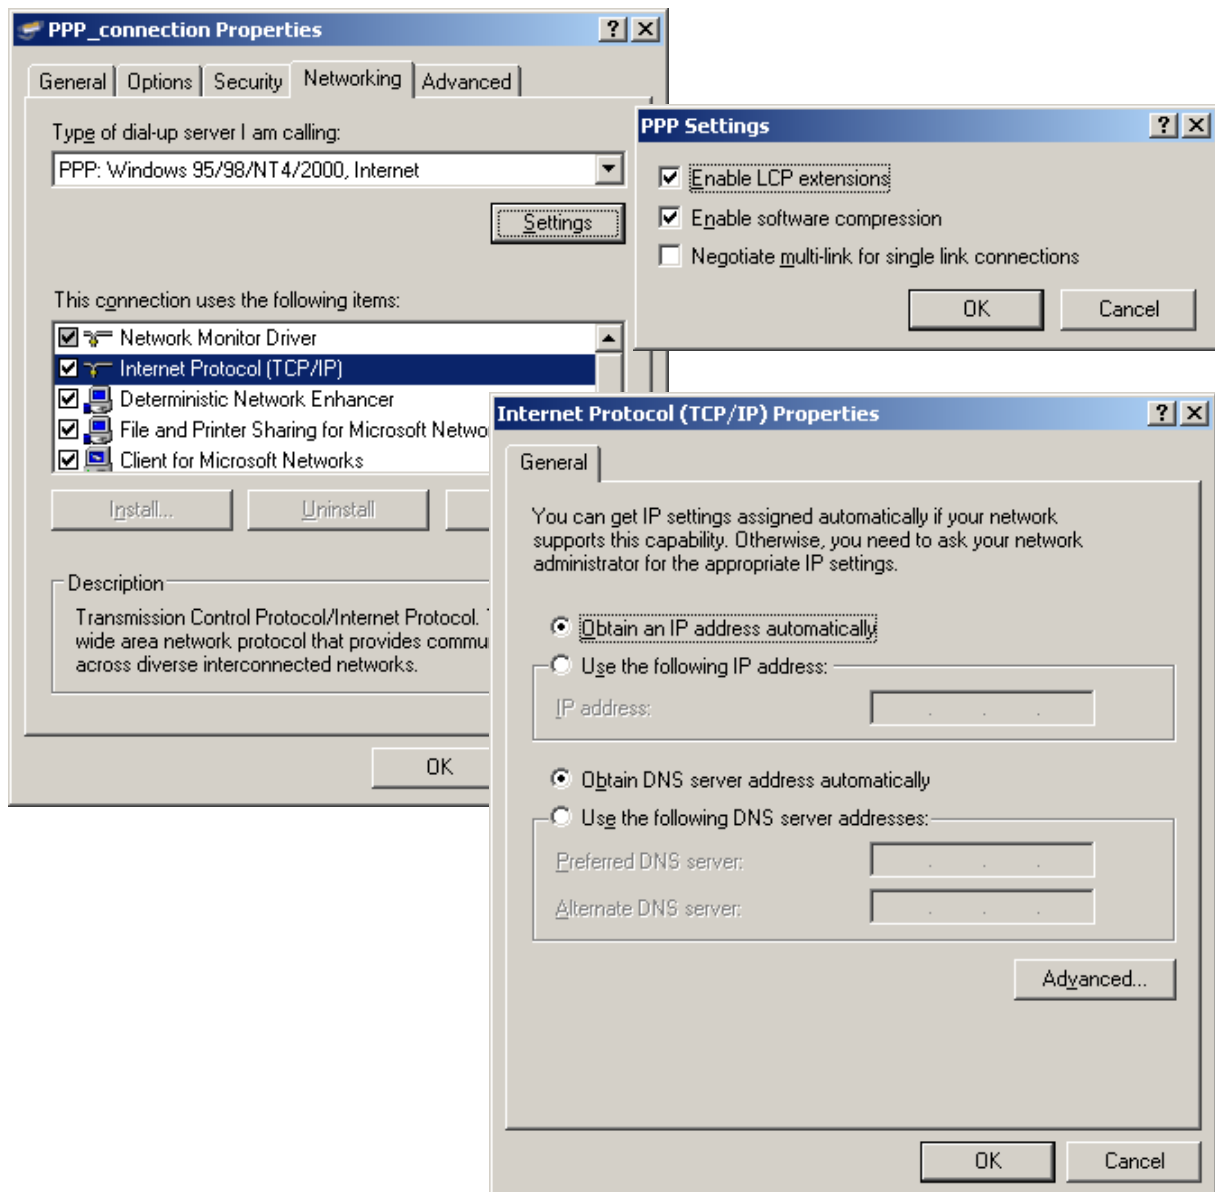 PPP_connection Properties
General Options Security Networking Advanced
Type of dial-up server I am calling:
PPP: Windows 95/98/NT4/2000, Internet
Settings
This connection uses the following items:
Network Monitor Driver
Internet Protocol (TCP/IP)
Deterministic Network Enhancer
File and Printer Sharing for Microsoft Netwo
Client for Microsoft Networks
Install... Uninstall
Description
Transmission Control Protocol/Internet Protocol.
wide area network protocol that provides commu
across diverse interconnected networks.
OK
PPP Settings
Enable LCP extensions
Enable software compression
Negotiate multi-link for single link connections
OK Cancel
Internet Protocol (TCP/IP) Properties
General
You can get IP settings assigned automatically if your network
supports this capability. Otherwise, you need to ask your network
administrator for the appropriate IP settings.
Obtain an IP address automatically
Use the following IP address:
IP address:
Obtain DNS server address automatically
Use the following DNS server addresses:
Preferred DNS server:
Alternate DNS server:
Advanced...
OK Cancel